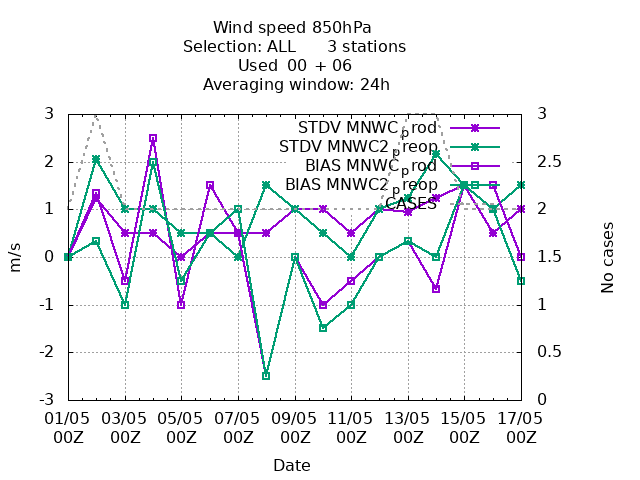 Wind speed 850hPa
Selection: ALL 3 stations
Used 00 + 06
Averaging window: 24h
3 3
STDV MNWC_prod
2 2.5
STDV MNWC2_preop
BIAS MNWC_prod
1 2
BIAS MNWC2_preop
CASES
0 1.5
-1 1
-2 0.5
-3 0
m/s
No cases
01/05 03/05 05/05 07/05 09/05 11/05 13/05 15/05 17/05
00Z 00Z 00Z 00Z 00Z 00Z 00Z 00Z 00Z
Date